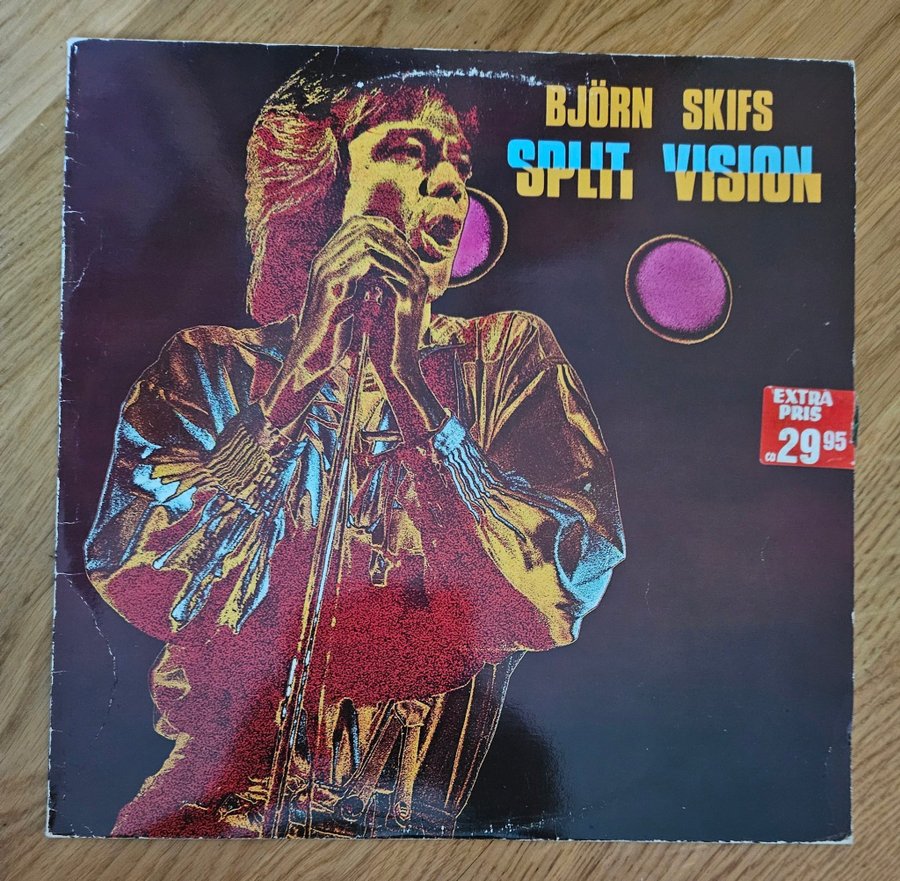 BJÖRN SKIFS
SPLIT VISION
EXTRA
PRIS
ca 29 95